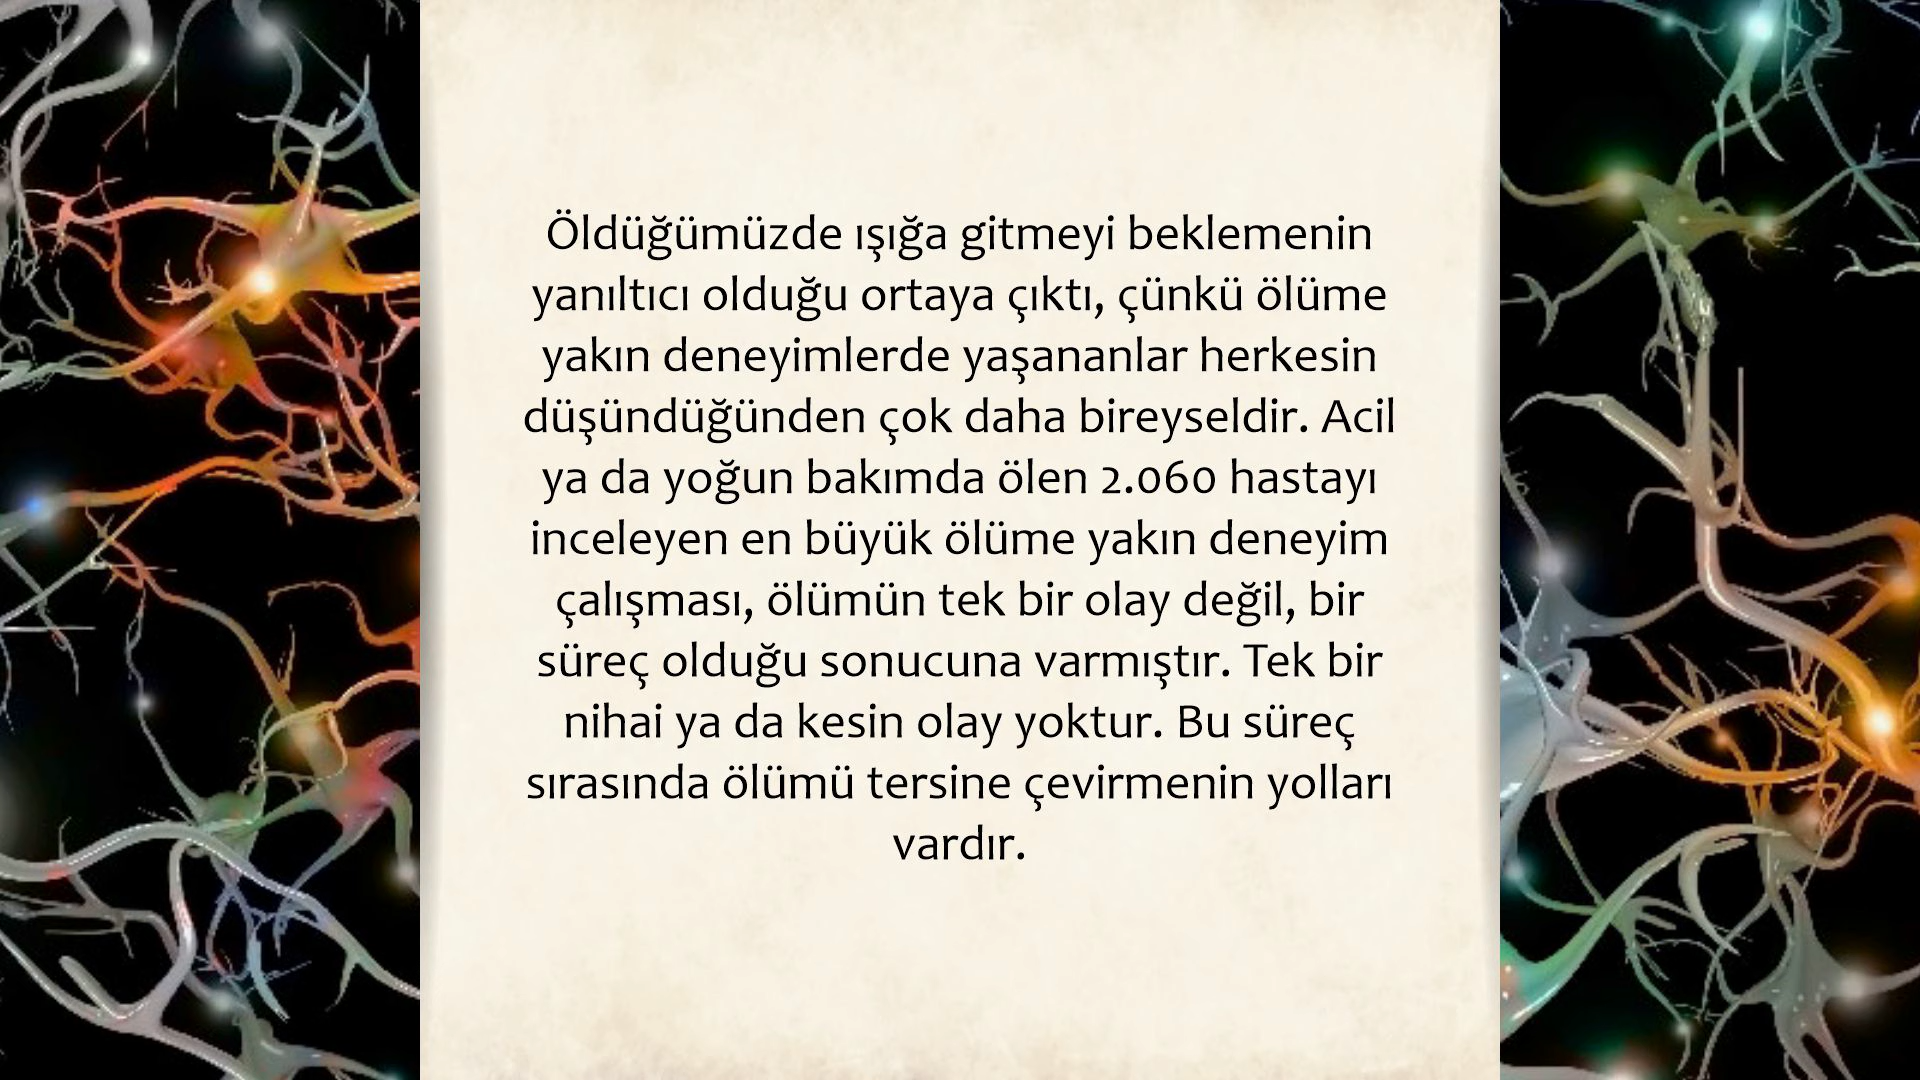 Öldüğümüzde ışığa gitmeyi beklemenin
yanıltıcı olduğu ortaya çıktı, çünkü ölüme
yakın deneyimlerde yaşananlar herkesin
düşündüğünden çok daha bireyseldir. Acil
ya da yoğun bakımda ölen 2.060 hastayı
inceleyen en büyük ölüme yakın deneyim
çalışması, ölümün tek bir olay değil, bir
süreç olduğu sonucuna varmıştır. Tek bir
nihai ya da kesin olay yoktur. Bu süreç
sırasında ölümü tersine çevirmenin yolları
vardır.